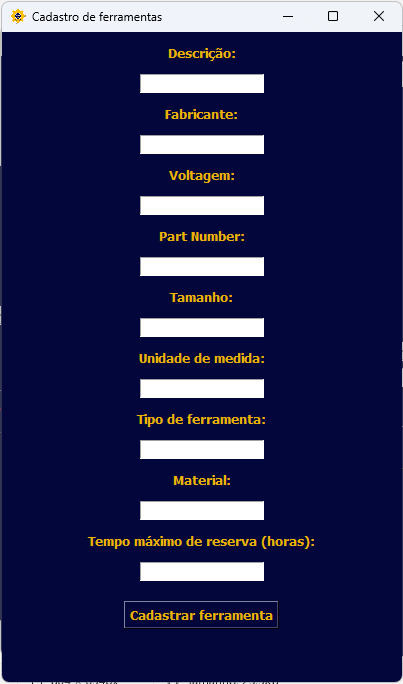 Cadastro de ferramentas
Descrição:
Fabricante:
Voltagem:
Part Number:
Tamanho:
Unidade de medida:
Tipo de ferramenta:
Material:
Tempo máximo de reserva (horas):
Cadastrar ferramenta